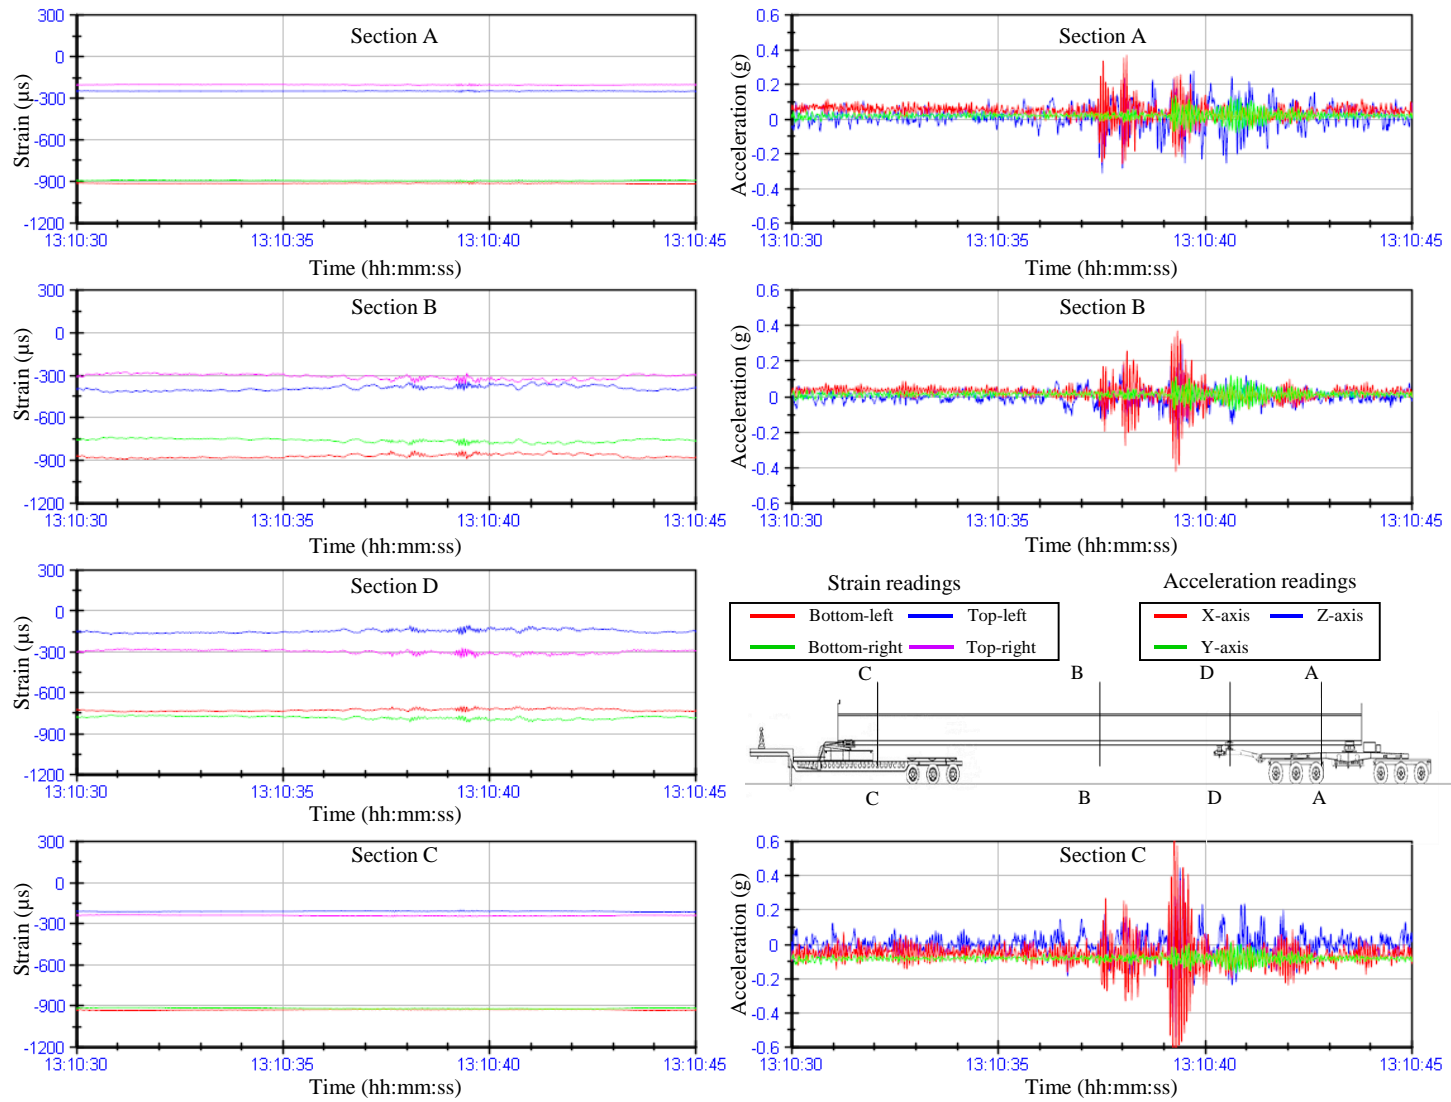 300
0
-300
-600
-900
-1200
Strain (µs)
Section A
13:10:30 13:10:35 13:10:40 13:10:45
Time (hh:mm:ss)
0.6
0.4
0.2
0
-0.2
-0.4
-0.6
Acceleration (g)
Section A
13:10:30 13:10:35 13:10:40 13:10:45
Time (hh:mm:ss)
300
0
-300
-600
-900
-1200
Strain (µs)
Section B
13:10:30 13:10:35 13:10:40 13:10:45
Time (hh:mm:ss)
0.6
0.4
0.2
0
-0.2
-0.4
-0.6
Acceleration (g)
Section B
13:10:30 13:10:35 13:10:40 13:10:45
Time (hh:mm:ss)
300
0
-300
-600
-900
-1200
Strain (µs)
Section D
13:10:30 13:10:35 13:10:40 13:10:45
Time (hh:mm:ss)
Strain readings
Bottom-left Top-left
Bottom-right Top-right
Acceleration readings
X-axis Z-axis
Y-axis
C B D A
C B D A
300
0
-300
-600
-900
-1200
Strain (µs)
Section C
13:10:30 13:10:35 13:10:40 13:10:45
Time (hh:mm:ss)
0.6
0.4
0.2
0
-0.2
-0.4
-0.6
Acceleration (g)
Section C
13:10:30 13:10:35 13:10:40 13:10:45
Time (hh:mm:ss)